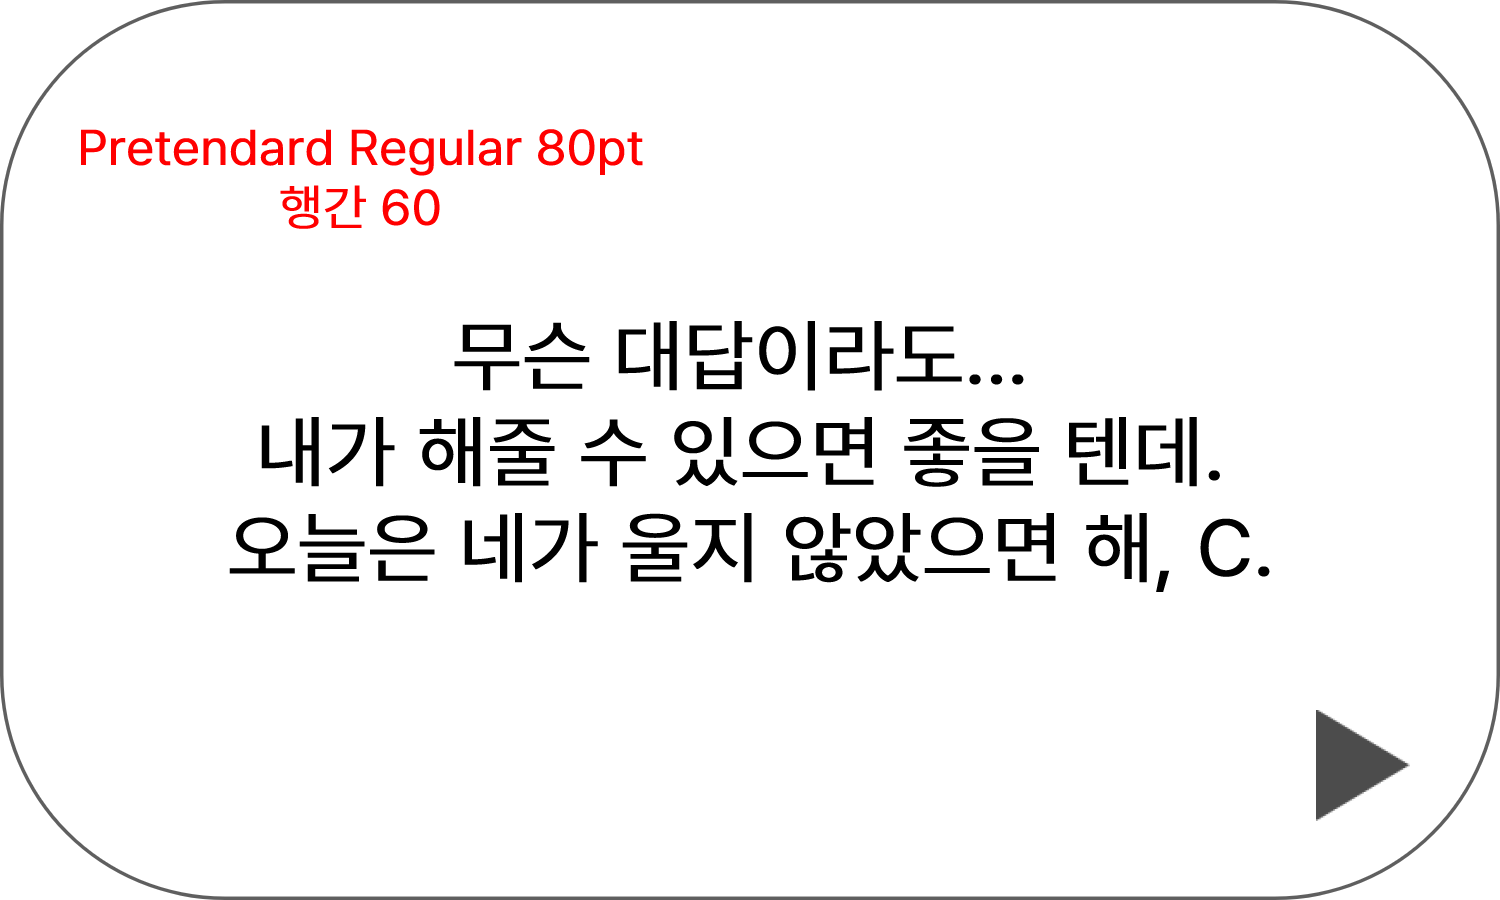 Pretendard Regular 80pt
행간 60
무슨 대답이라도...
내가 해줄 수 있으면 좋을 텐데.
오늘은 네가 울지 않았으면 해, C.